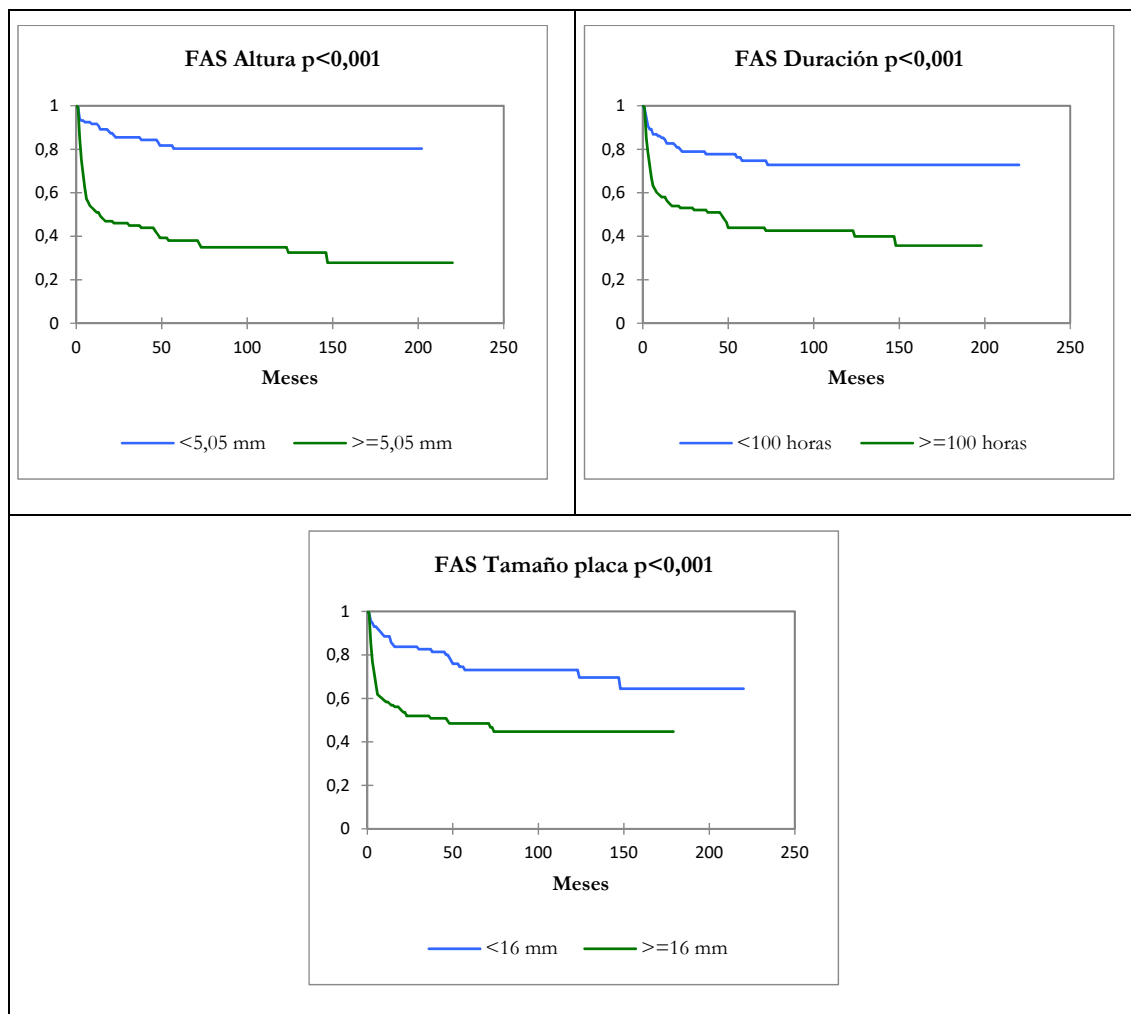 FAS Altura p<0,001
1
0,8
0,6
0,4
0,2
0
0 50 100 150 200 250
Meses
<5,05 mm >=5,05 mm
FAS Duración p<0,001
1
0,8
0,6
0,4
0,2
0
0 50 100 150 200 250
Meses
<100 horas >=100 horas
FAS Tamaño placa p<0,001
1
0,8
0,6
0,4
0,2
0
0 50 100 150 200 250
Meses
<16 mm >=16 mm